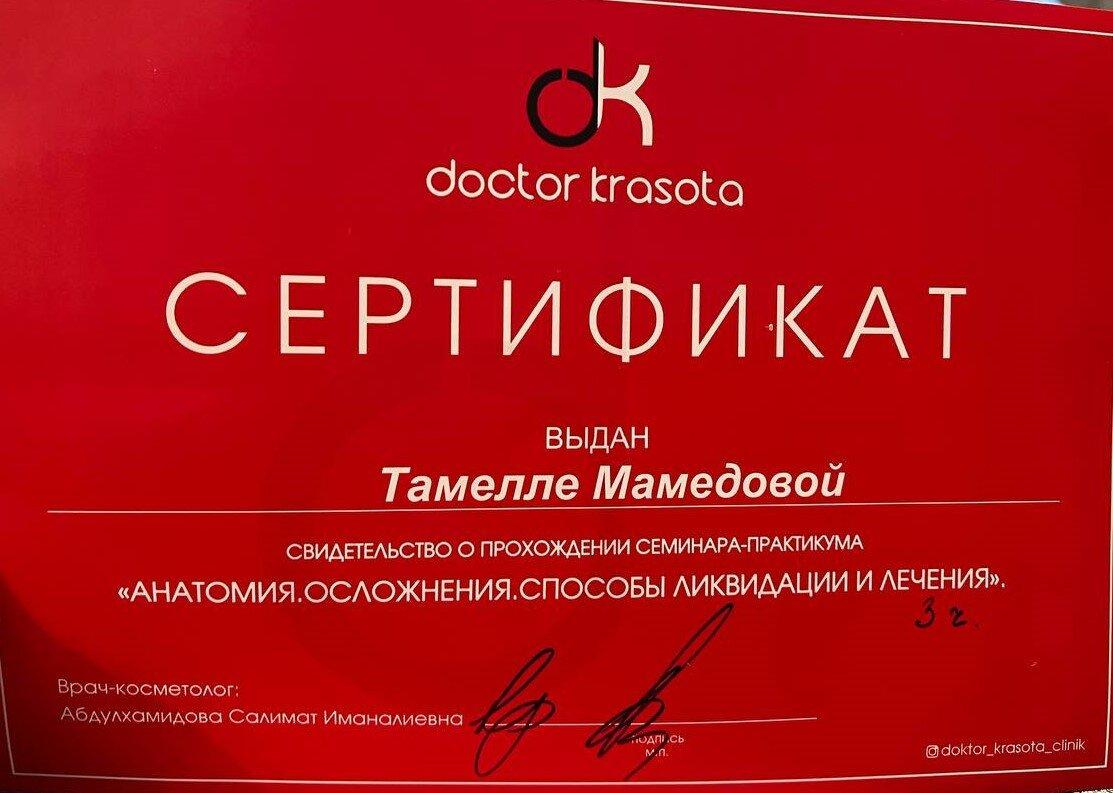 dk
doctor krasota
СЕРТИФИКАТ
ВЫДАН
Тамелле Мамедовой
СВИДЕТЕЛЬСТВО О ПРОХОЖДЕНИИ СЕМИНАРА-ПРАКТИКУМА
«АНАТОМИЯ.ОСЛОЖНЕНИЯ.СПОСОБЫ ЛИКВИДАЦИИ И ЛЕЧЕНИЯ».
3 ч.
Врач-косметолог:
Абдулхамидова Салимат Иманалиевна
подпись
м.п.
doktor_krasota_clinik